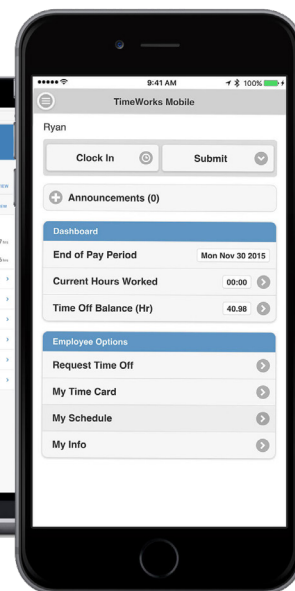 9:41 AM
100%
TimeWorks Mobile
Ryan
Clock In
Submit
Announcements (0)
Dashboard
End of Pay Period
Mon Nov 30 2015
Current Hours Worked
00:00
Time Off Balance (Hr)
40.98
Employee Options
Request Time Off
My Time Card
My Schedule
My Info